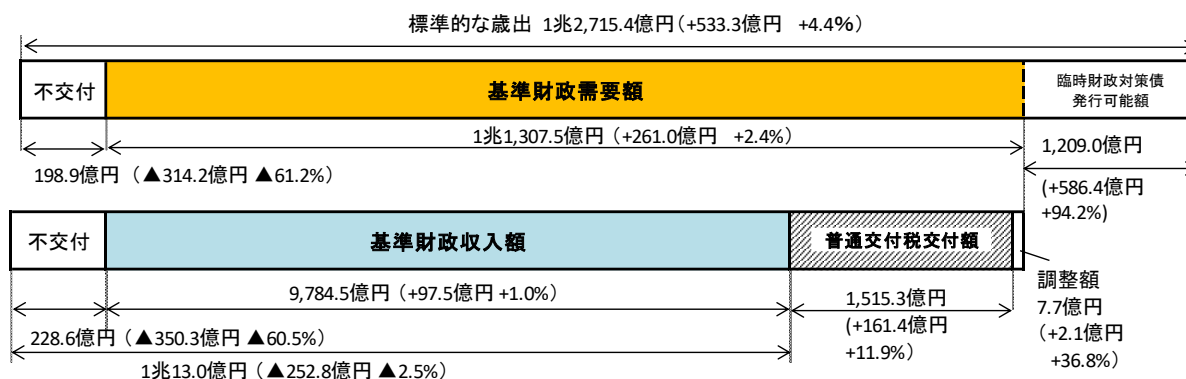 標準的な歳出 1兆2,715.4億円(+533.3億円 +4.4%)
不交付
基準財政需要額
臨時財政対策債
発行可能額
1兆1,307.5億円(+261.0億円 +2.4%)
198.9億円(▲314.2億円 ▲61.2%)
1,209.0億円
(+586.4億円
+94.2%)
不交付
基準財政収入額
普通交付税交付額
調整額
7.7億円
(+2.1億円
+36.8%)
9,784.5億円(+97.5億円 +1.0%)
1,515.3億円
(+161.4億円
+11.9%)
228.6億円(▲350.3億円 ▲60.5%)
1兆13.0億円(▲252.8億円 ▲2.5%)